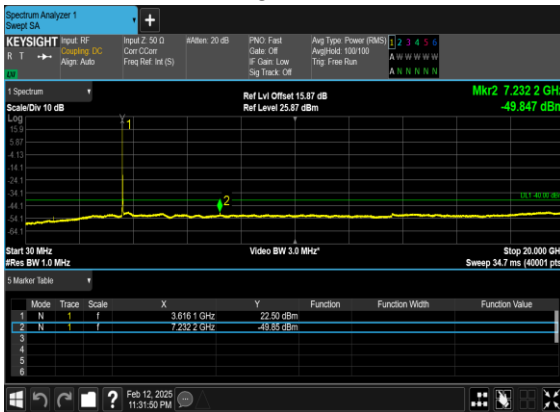 Spectrum Analyzer 1
Swept SA
+
KEYSIGHT Input: RF Input Z: 50 Ω #Atten: 20 dB PNO: Fast Avg Type: Power (RMS) 1 2 3 4 5 6
R T Coupling: DC Corr CCorr Gate: Off Avg|Hold: 100/100 A W W W W W
Align: Auto Freq Ref: Int (S) IF Gain: Low Trig: Free Run
Sig Track: Off A N N N N N
1 Spectrum
Ref Lvl Offset 15.87 dB Mkr2 7.232 2 GHz
Scale/Div 10 dB Ref Level 25.87 dBm -49.847 dBm
Log
15.9
5.87
-4.13
-14.1
-24.1
-34.1
-44.1
-54.1
-64.1
1
2
Start 30 MHz Video BW 3.0 MHz* Stop 20.000 GH
#Res BW 1.0 MHz Sweep 34.7 ms (40001 pts
5 Marker Table
Mode Trace Scale X Y Function Function Width Function Value
1 N 1 f 3.616 1 GHz 22.50 dBm
2 N 1 f 7.232 2 GHz -49.85 dBm
3
4
5
6
? Feb 12, 2025
11:31:50 PM